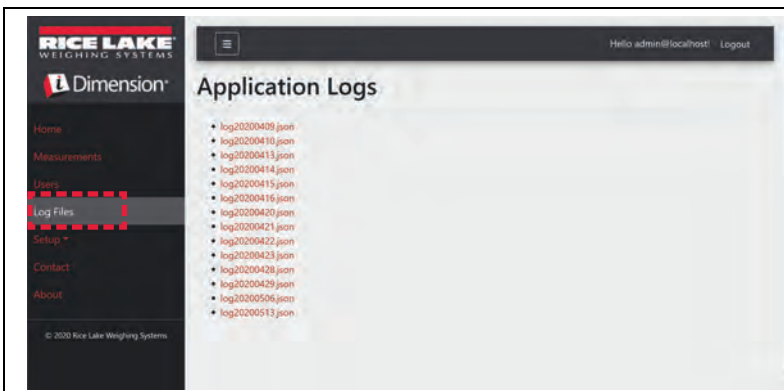 RICE LAKE
WEIGHING SYSTEMS
iDimension
Home
Measurements
Users
Log Files
Setup
Contact
About
© 2020 Rice Lake Weighing Systems
Hello admin@localhost! Logout
Application Logs
log20200409.json
log20200410.json
log20200413.json
log20200414.json
log20200415.json
log20200416.json
log20200420.json
log20200421.json
log20200422.json
log20200423.json
log20200428.json
log20200429.json
log20200506.json
log20200513.json